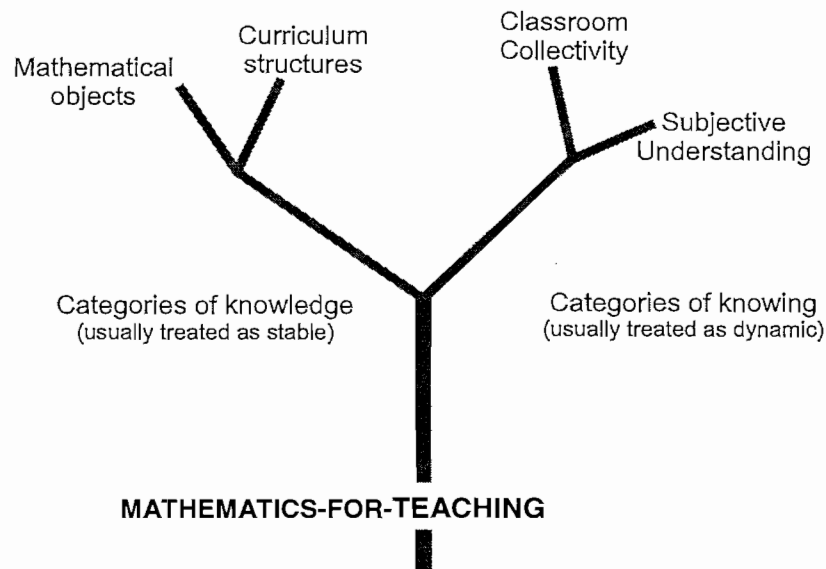 Mathematical
objects
Curriculum
structures
Classroom
Collectivity
Subjective
Understanding
Categories of knowledge
(usually treated as stable)
Categories of knowing
(usually treated as dynamic)
MATHEMATICS-FOR-TEACHING